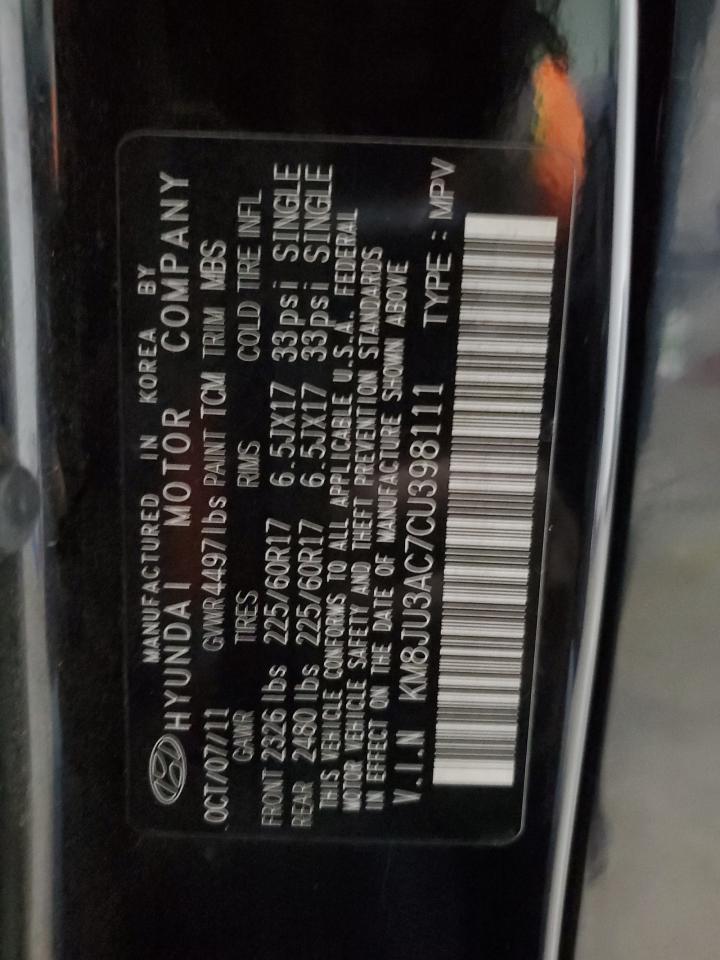 MANUFACTURED IN KOREA BY
HYUNDAI MOTOR COMPANY
OCT/07/11 GVWR 4497lbs PAINT TCM TRIM MBS
GAWR TIRES RIMS COLD TIRE INFL
FRONT 2326 lbs 225/60R17 6.5JX17 33psi SINGLE
REAR 2480 lbs 225/60R17 6.5JX17 33psi SINGLE
THIS VEHICLE CONFORMS TO ALL APPLICABLE U.S.A. FEDERAL
MOTOR VEHICLE SAFETY AND THEFT PREVENTION STANDARDS
IN EFFECT ON THE DATE OF MANUFACTURE SHOWN ABOVE
V.I.N KM8JU3AC7CU398111 TYPE : MPV